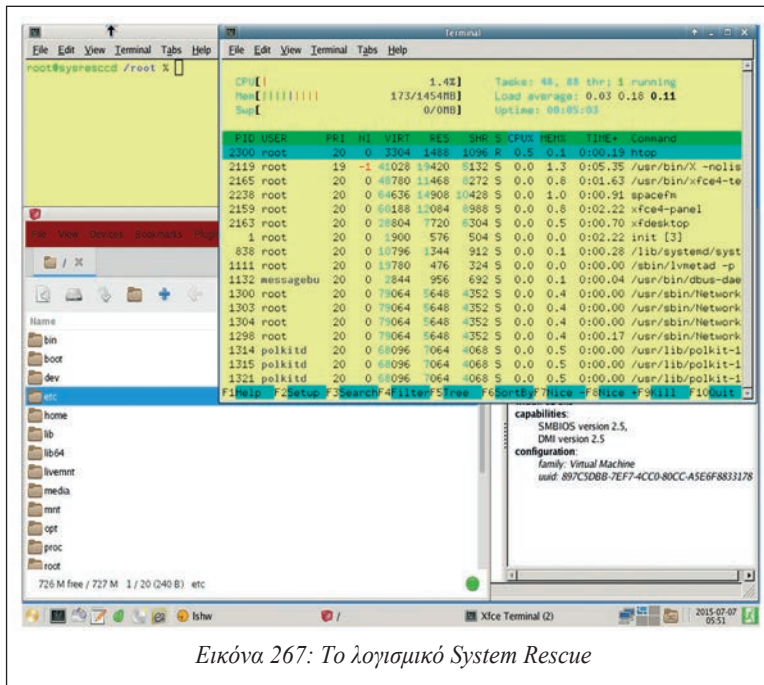 File Edit View Terminal Tabs Help
root@sysresccd /root %
Terminal
File Edit View Terminal Tabs Help
CPU[| 1.4%] Tasks: 48, 88 thr; 1 running
Mem[||||||||| 173/1454MB] Load average: 0.03 0.18 0.11
Swp[ 0/0MB] Uptime: 00:05:03
PID USER PRI NI VIRT RES SHR S CPU% MEM% TIME+ Command
2300 root 20 0 3304 1488 1096 R 0.5 0.1 0:00.19 htop
2119 root 19 -1 41028 19420 5132 S 0.0 1.3 0:05.35 /usr/bin/X -nolis
2165 root 20 0 48780 11468 8272 S 0.0 0.8 0:01.63 /usr/bin/xfce4-te
2238 root 20 0 64636 14908 10428 S 0.0 1.0 0:00.91 spacefm
2159 root 20 0 60188 12084 8988 S 0.0 0.8 0:02.22 xfce4-panel
2163 root 20 0 28804 7720 6304 S 0.0 0.5 0:00.70 xfdesktop
1 root 20 0 1900 576 504 S 0.0 0.0 0:02.22 init [3]
838 root 20 0 10796 1344 912 S 0.0 0.1 0:00.28 /lib/systemd/syst
1111 root 20 0 13780 476 324 S 0.0 0.0 0:00.00 /sbin/lvmetad -p
1132 messagebu 20 0 2844 956 692 S 0.0 0.1 0:00.04 /usr/bin/dbus-dae
1300 root 20 0 79064 5648 4352 S 0.0 0.4 0:00.00 /usr/sbin/Network
1303 root 20 0 79064 5648 4352 S 0.0 0.4 0:00.00 /usr/sbin/Network
1304 root 20 0 79064 5648 4352 S 0.0 0.4 0:00.00 /usr/sbin/Network
1298 root 20 0 79064 5648 4352 S 0.0 0.4 0:00.17 /usr/sbin/Network
1314 polkitd 20 0 68096 7064 4068 S 0.0 0.5 0:00.00 /usr/lib/polkit-1
1315 polkitd 20 0 68096 7064 4068 S 0.0 0.5 0:00.00 /usr/lib/polkit-1
1321 polkitd 20 0 68096 7064 4068 S 0.0 0.5 0:00.00 /usr/lib/polkit-1
F1Help F2Setup F3SearchF4FilterF5Tree F6SortByF7Nice -F8Nice +F9Kill F10Quit
File View Devices Bookmarks Plugi
/
Name
bin
boot
dev
etc
home
lib
lib64
livemnt
media
mnt
opt
proc
root
726 M free / 727 M 1 / 20 (240 B) etc
capabilities:
SMBIOS version 2.5,
DMI version 2.5
configuration:
family: Virtual Machine
uuid: 897C5DBB-7EF7-4CC0-80CC-A5E6F8833178
lshw
/
Xfce Terminal (2)
2015-07-07
05:51
Εικόνα 267: Το λογισμικό System Rescue